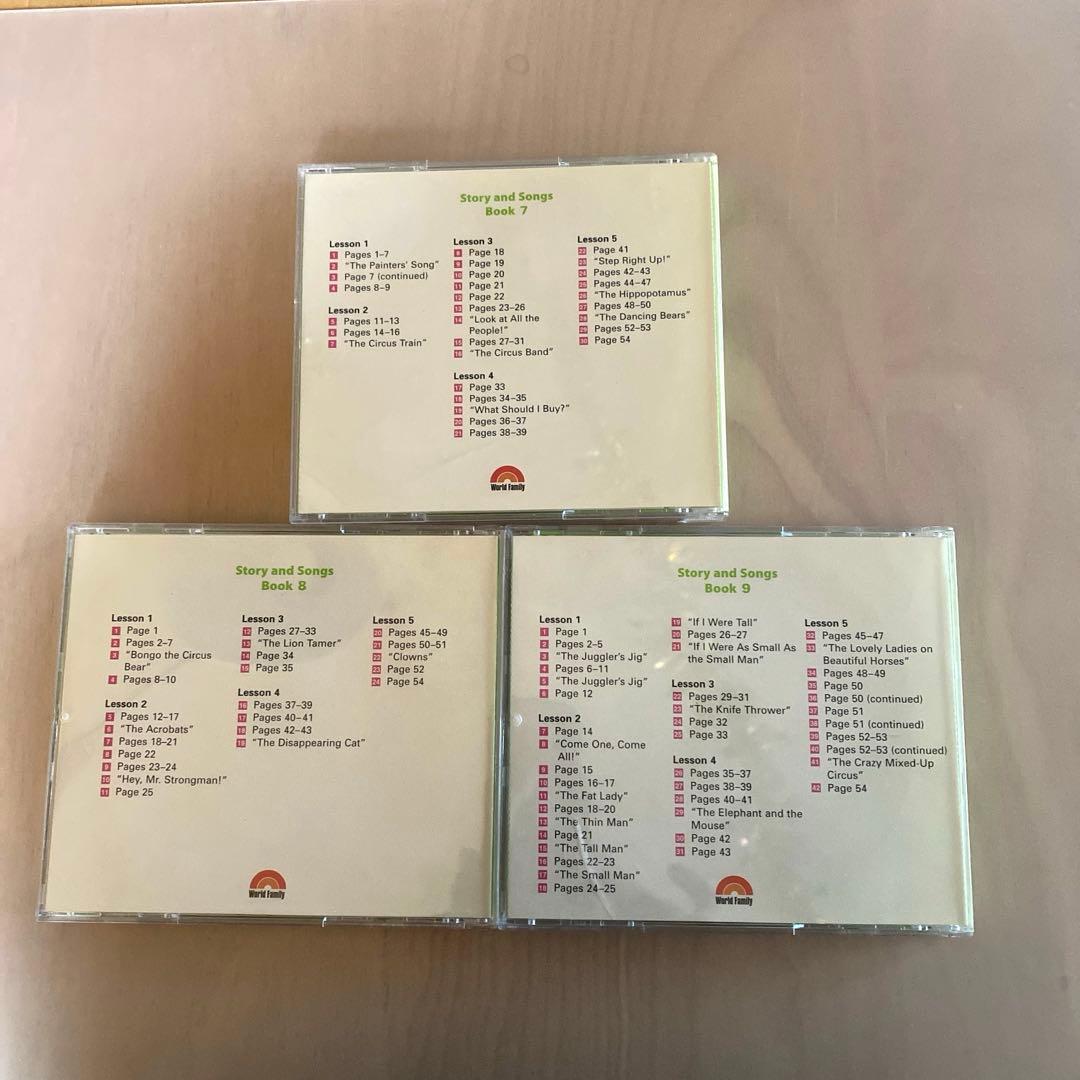 Story and Songs
Book 7
Lesson 1
1 Pages 1–7
2 "The Painters' Song"
3 Page 7 (continued)
4 Pages 8–9
Lesson 2
5 Pages 11–13
6 Pages 14–16
7 "The Circus Train"
Lesson 3
8 Page 18
9 Page 19
10 Page 20
11 Page 21
12 Page 22
13 Pages 23–26
14 "Look at All the
People!"
15 Pages 27–31
16 "The Circus Band"
Lesson 4
17 Page 33
18 Pages 34–35
19 "What Should I Buy?"
20 Pages 36–37
21 Pages 38–39
Lesson 5
22 Page 41
23 "Step Right Up!"
24 Pages 42–43
25 Pages 44–47
26 "The Hippopotamus"
27 Pages 48–50
28 "The Dancing Bears"
29 Pages 52–53
30 Page 54
World Family
Story and Songs
Book 8
Lesson 1
1 Page 1
2 Pages 2–7
3 "Bongo the Circus
Bear"
4 Pages 8–10
Lesson 2
5 Pages 12–17
6 "The Acrobats"
7 Pages 18–21
8 Page 22
9 Pages 23–24
10 "Hey, Mr. Strongman!"
11 Page 25
Lesson 3
12 Pages 27–33
13 "The Lion Tamer"
14 Page 34
15 Page 35
Lesson 4
16 Pages 37–39
17 Pages 40–41
18 Pages 42–43
19 "The Disappearing Cat"
Lesson 5
20 Pages 45–49
21 Pages 50–51
22 "Clowns"
23 Page 52
24 Page 54
World Family
Story and Songs
Book 9
Lesson 1
1 Page 1
2 Pages 2–5
3 "The Juggler's Jig"
4 Pages 6–11
5 "The Juggler's Jig"
6 Page 12
Lesson 2
7 Page 14
8 "Come One, Come
All!"
9 Page 15
10 Pages 16–17
11 "The Fat Lady"
12 Pages 18–20
13 "The Thin Man"
14 Page 21
15 "The Tall Man"
16 Pages 22–23
17 "The Small Man"
18 Pages 24–25
19 "If I Were Tall"
20 Pages 26–27
21 "If I Were As Small As
the Small Man"
Lesson 3
22 Pages 29–31
23 "The Knife Thrower"
24 Page 32
25 Page 33
Lesson 4
26 Pages 35–37
27 Pages 38–39
28 Pages 40–41
29 "The Elephant and the
Mouse"
30 Page 42
31 Page 43
Lesson 5
32 Pages 45–47
33 "The Lovely Ladies on
Beautiful Horses"
34 Pages 48–49
35 Page 50
36 Page 50 (continued)
37 Page 51
38 Page 51 (continued)
39 Pages 52–53
40 Pages 52–53 (continued)
41 "The Crazy Mixed-Up
Circus"
42 Page 54
World Family